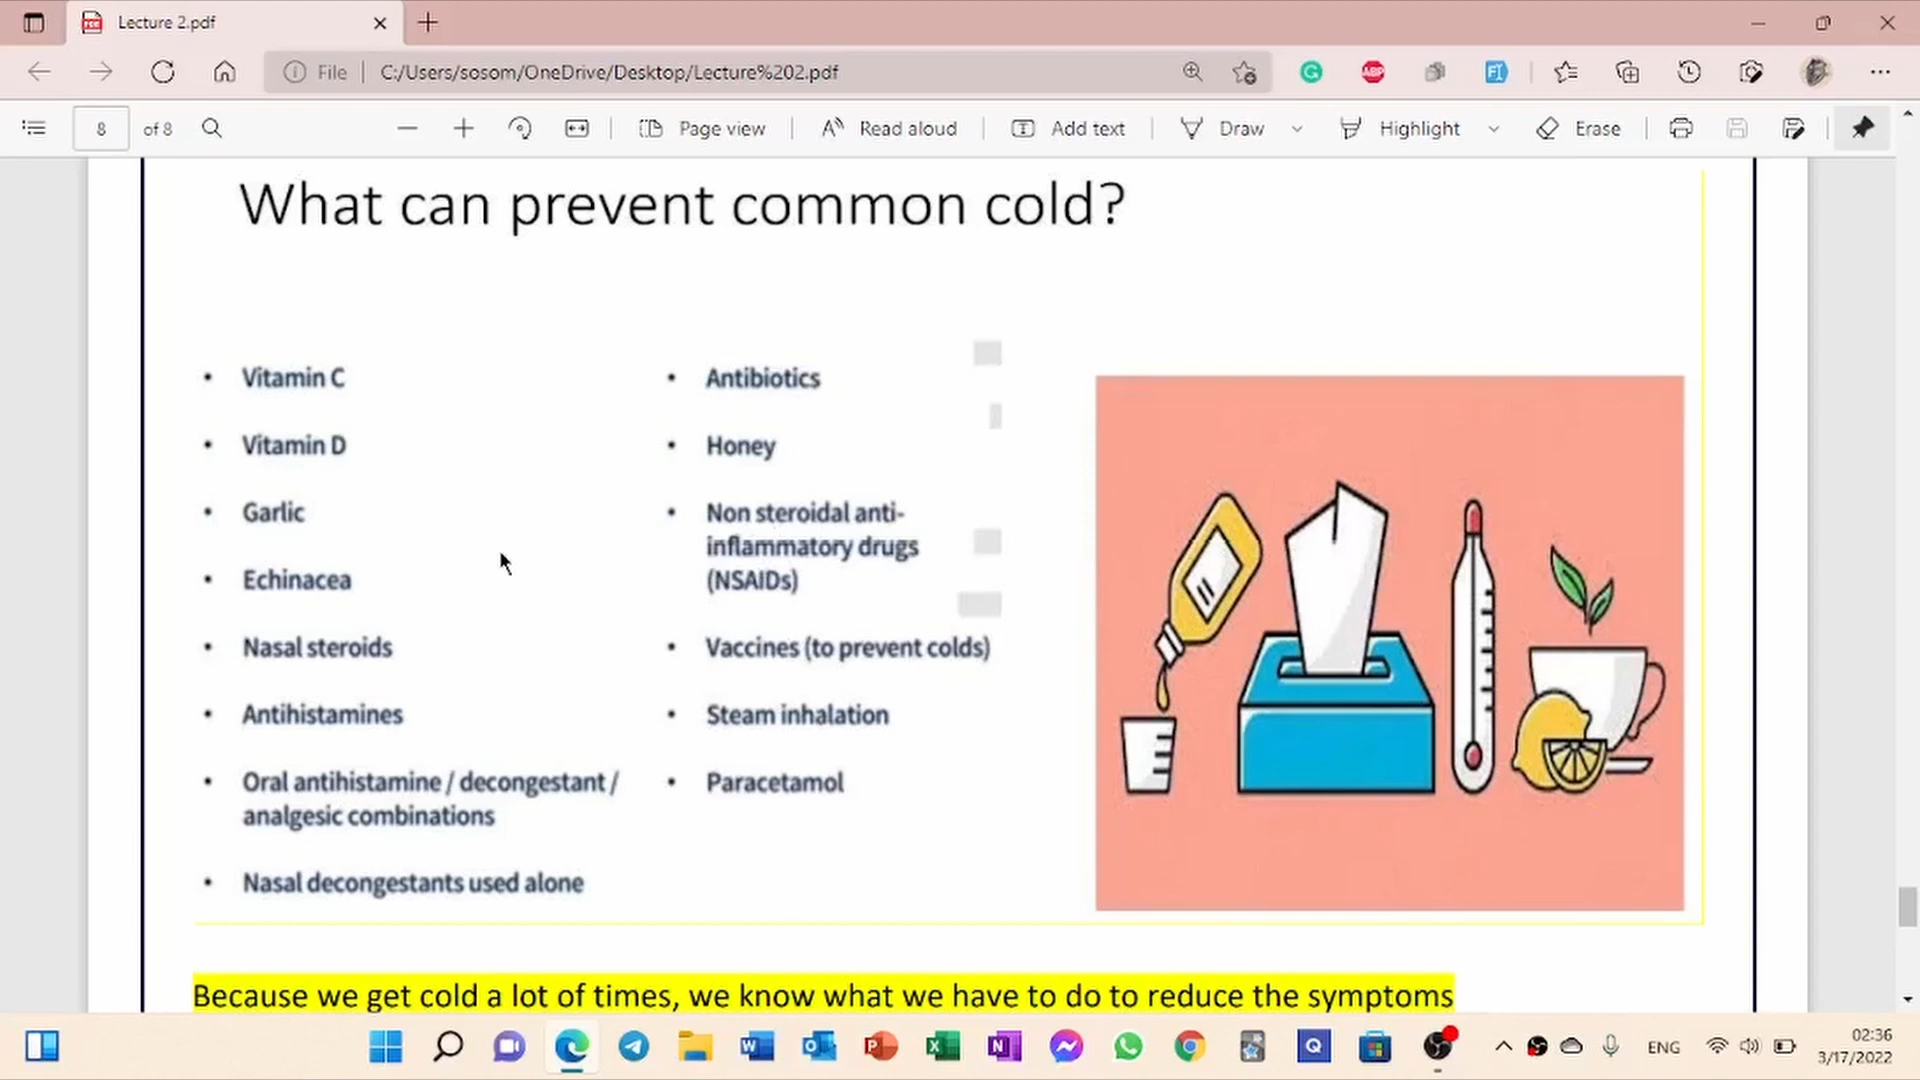 Lecture 2.pdf
File
C:/Users/sosom/OneDrive/Desktop/Lecture%202.pdf
ABP
8 of 8
Page view
Read aloud
Add text
Draw
Highlight
Erase
What can prevent common cold?
• Vitamin C
• Vitamin D
• Garlic
• Echinacea
• Nasal steroids
• Antihistamines
• Oral antihistamine / decongestant /
analgesic combinations
• Nasal decongestants used alone
• Antibiotics
• Honey
• Non steroidal anti-
inflammatory drugs
(NSAIDs)
• Vaccines (to prevent colds)
• Steam inhalation
• Paracetamol
Because we get cold a lot of times, we know what we have to do to reduce the symptoms
ENG
02:36
3/17/2022